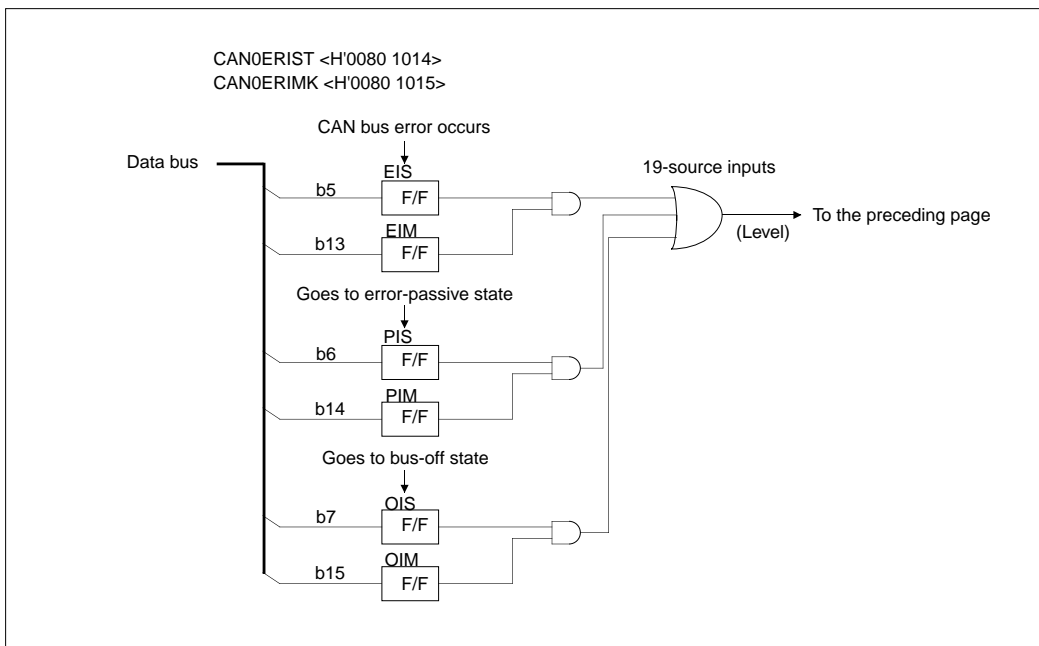 CAN0ERIST <H'0080 1014>
CAN0ERIMK <H'0080 1015>
CAN bus error occurs
Data bus
19-source inputs
EIS
b5
F/F
To the preceding page
(Level)
EIM
b13
F/F
Goes to error-passive state
PIS
b6
F/F
PIM
b14
F/F
Goes to bus-off state
OIS
b7
F/F
OIM
b15
F/F